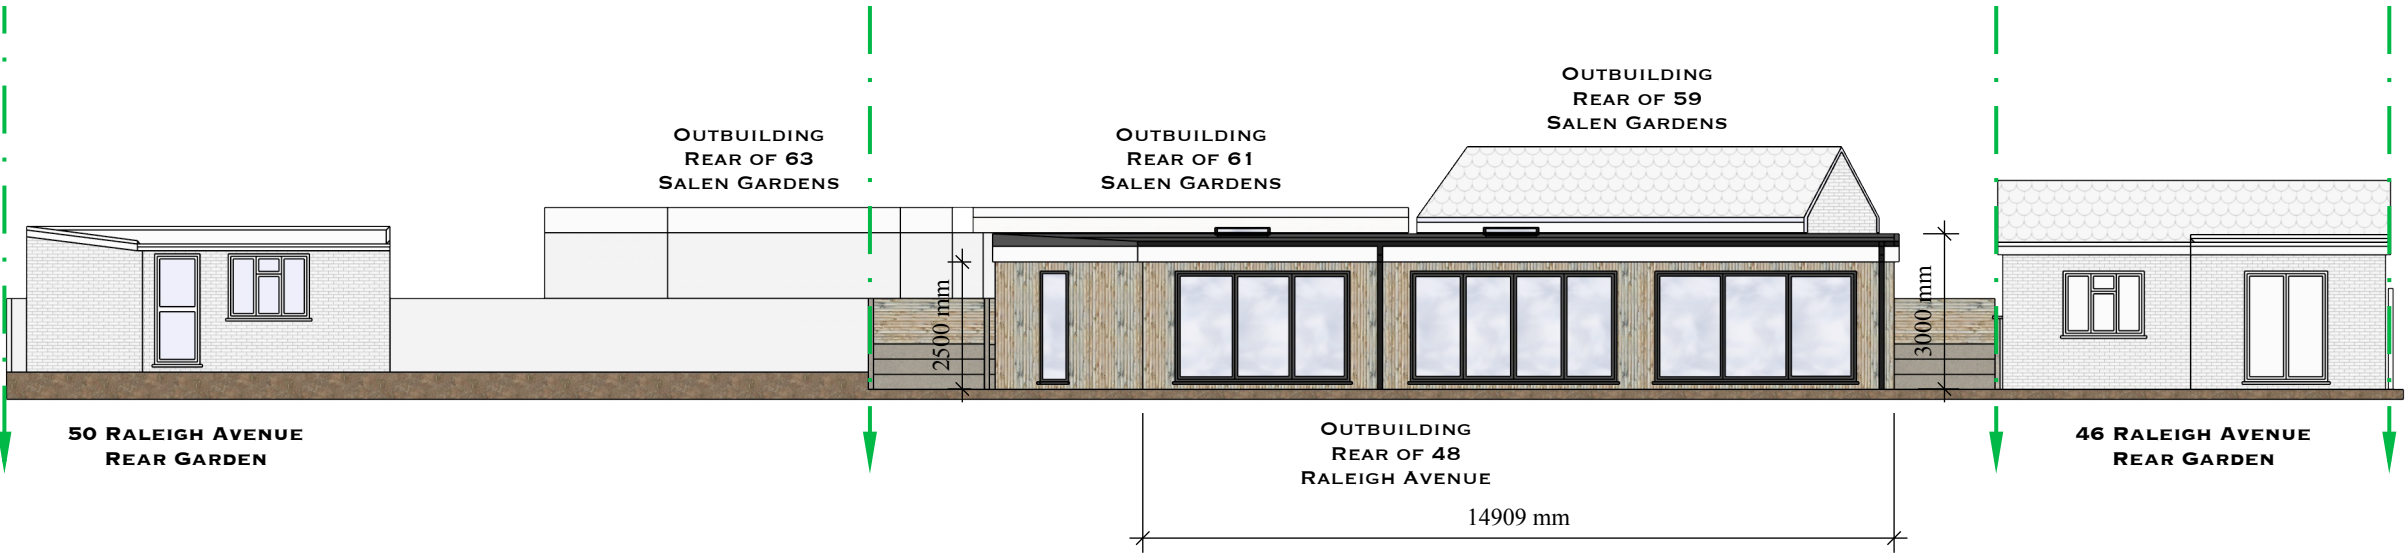 OUTBUILDING
REAR OF 59
SALEN GARDENS
OUTBUILDING
REAR OF 63
SALEN GARDENS
OUTBUILDING
REAR OF 61
SALEN GARDENS
2500 mm
3000 mm
50 RALEIGH AVENUE
REAR GARDEN
OUTBUILDING
REAR OF 48
RALEIGH AVENUE
46 RALEIGH AVENUE
REAR GARDEN
14909 mm